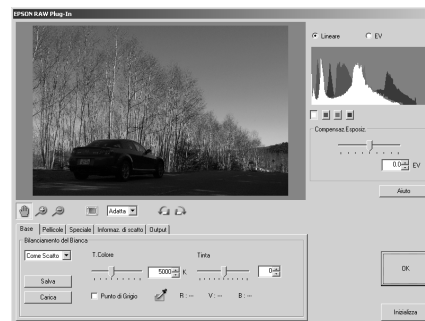 EPSON RAW Plug-In
Lineare
EV
Compensaz.Esposiz.
0.0
EV
Aiuto
Adatta
Base
Pellicole
Speciale
Informaz. di scatto
Output
Bilanciamento del Bianca
Come Scatto
T.Colore
5000
K
Tinta
0
Salva
Carica
Punto di Grigio
R : --
V : --
B : --
OK
Inizializza